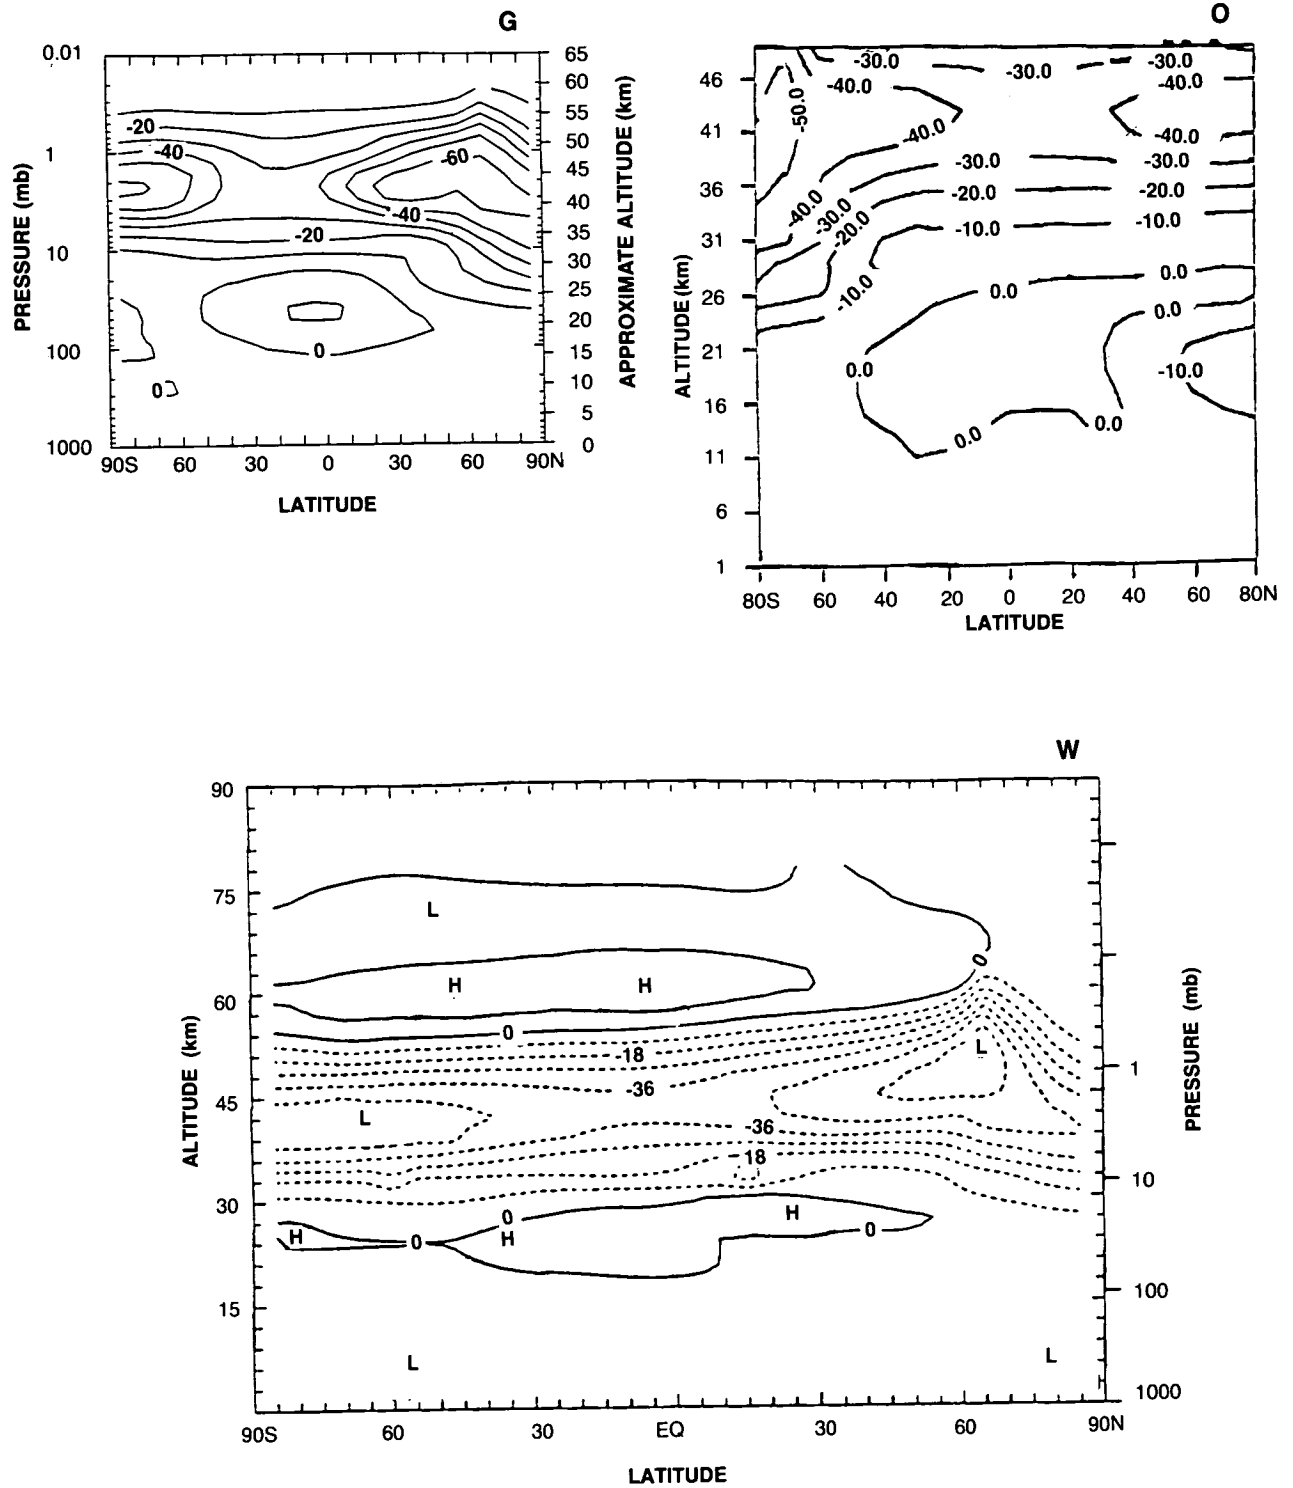 G
0.01
1
10
100
1000
PRESSURE (mb)
-20
-40
-60
-40
-20
0
0
65
60
55
50
45
40
35
30
25
20
15
10
5
0
APPROXIMATE ALTITUDE (km)
90S 60 30 0 30 60 90N
LATITUDE
O
46
41
36
31
26
21
16
11
6
1
ALTITUDE (km)
-30.0 -30.0 -30.0
-40.0 -40.0
-50.0
-40.0 -40.0
-30.0 -30.0
-40.0 -20.0 -20.0
-30.0 -10.0
-20.0 -10.0
-10.0 0.0 0.0
0.0
0.0 -10.0
0.0 0.0
80S 60 40 20 0 20 40 60 80N
LATITUDE
W
90
75
60
45
30
15
ALTITUDE (km)
L
0
H H
0
-18
L
-36
L
-36
18
0 H
H 0 H 0
L L
1
10
100
1000
PRESSURE (mb)
90S 60 30 EQ 30 60 90N
LATITUDE